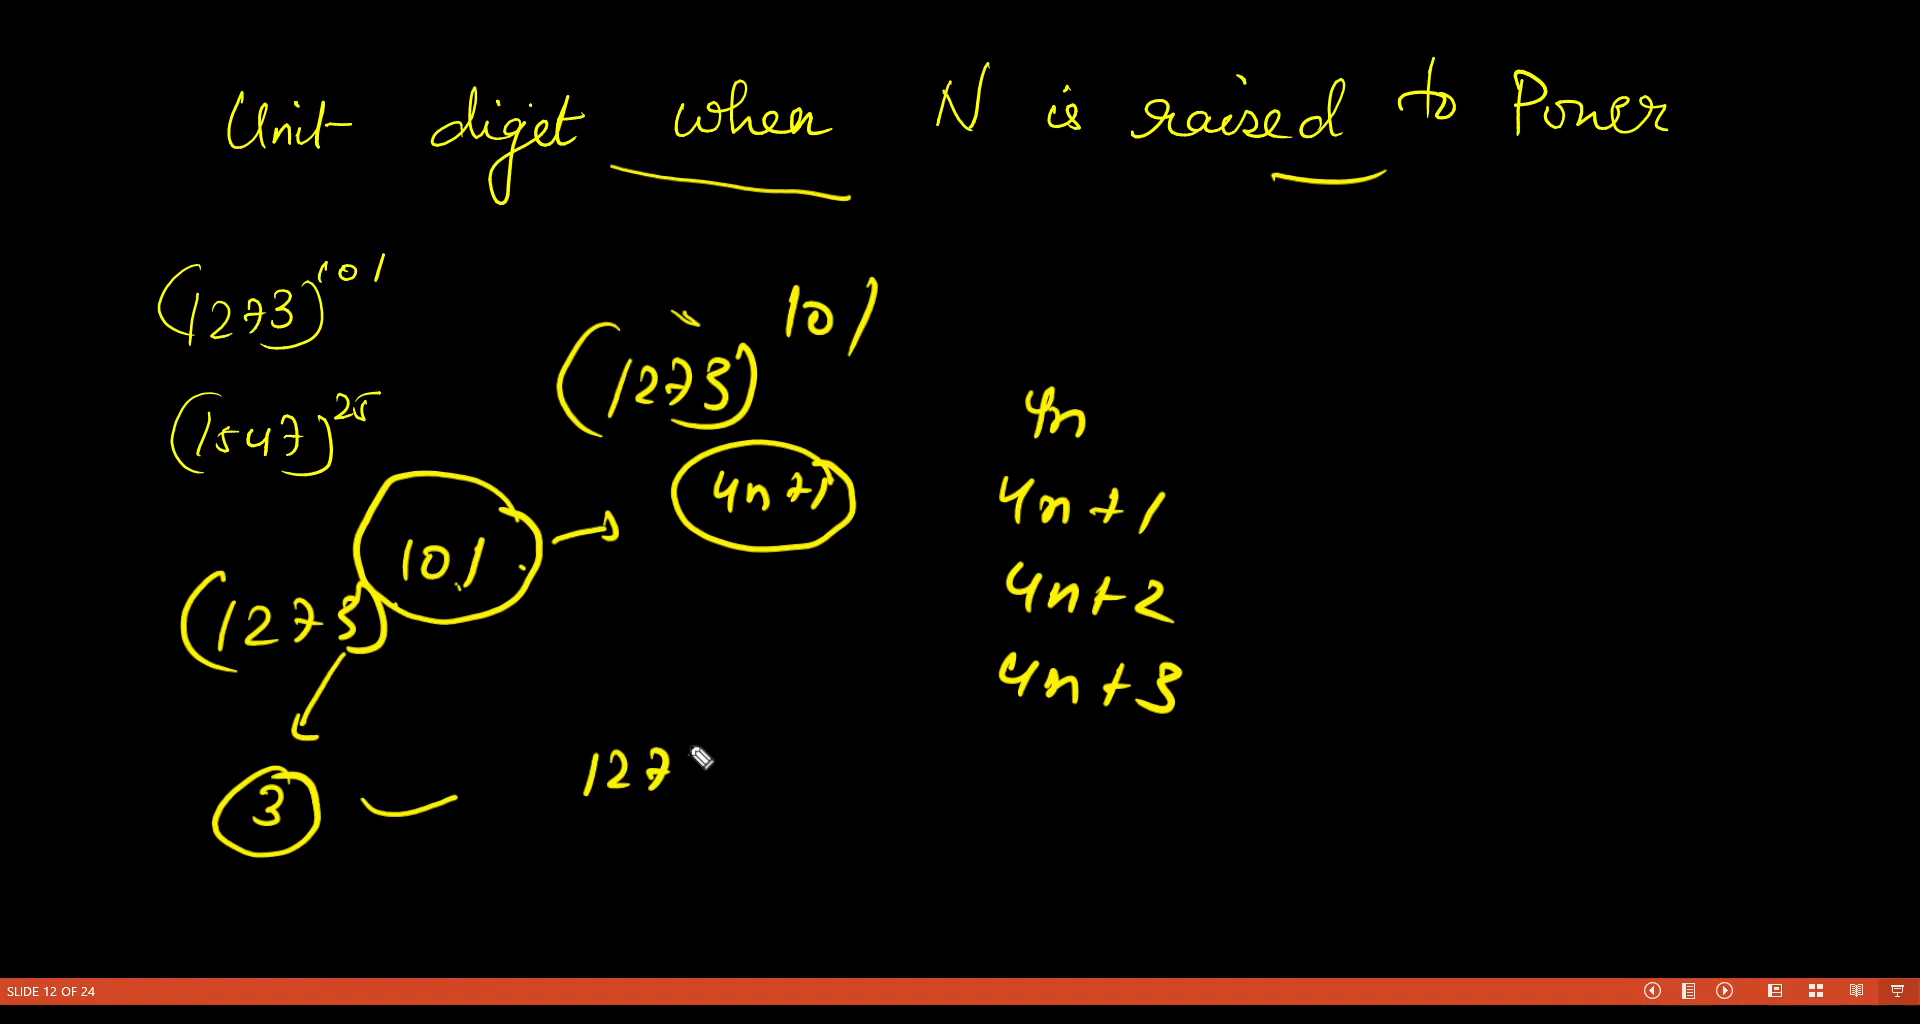 Unit diget when N is raised to Power
(1273)^101
(1547)^25
(1273)^101
4n+1
4n
4n+1
4n+2
4n+3
(1273)^101
3
127
SLIDE 12 OF 24